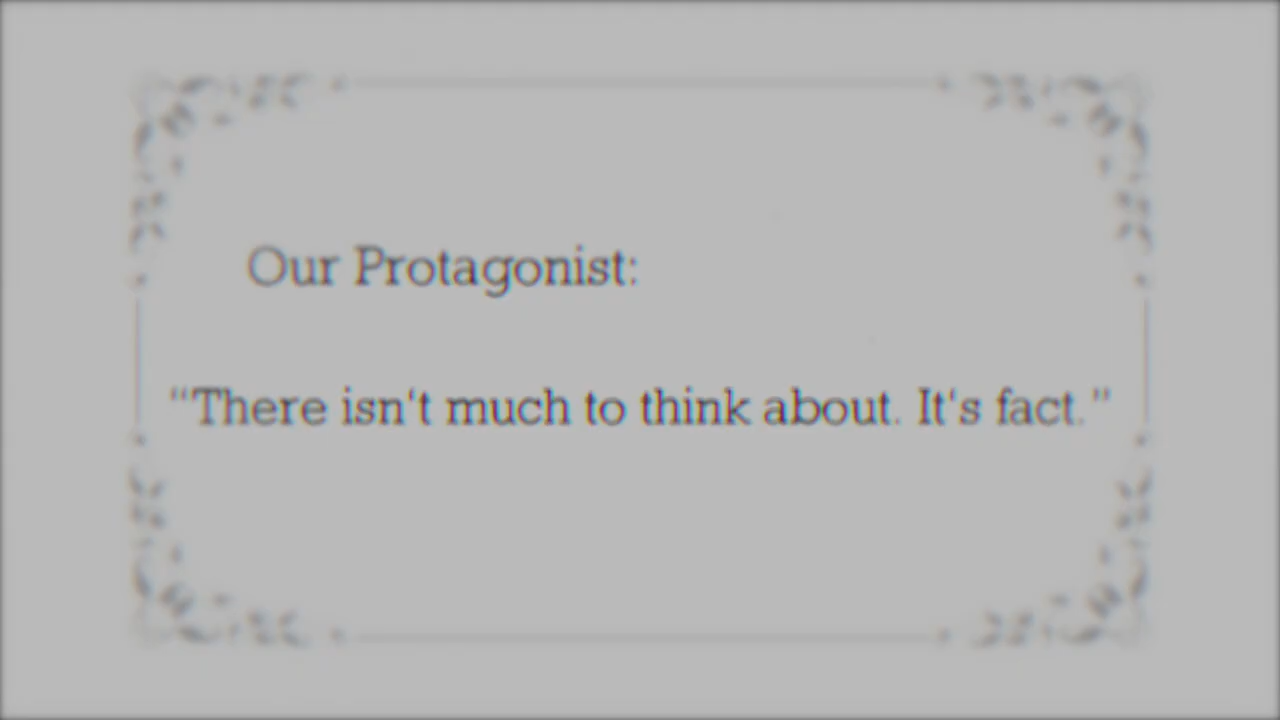 Our Protagonist:
“There isn‘t much to think about. It‘s fact.”